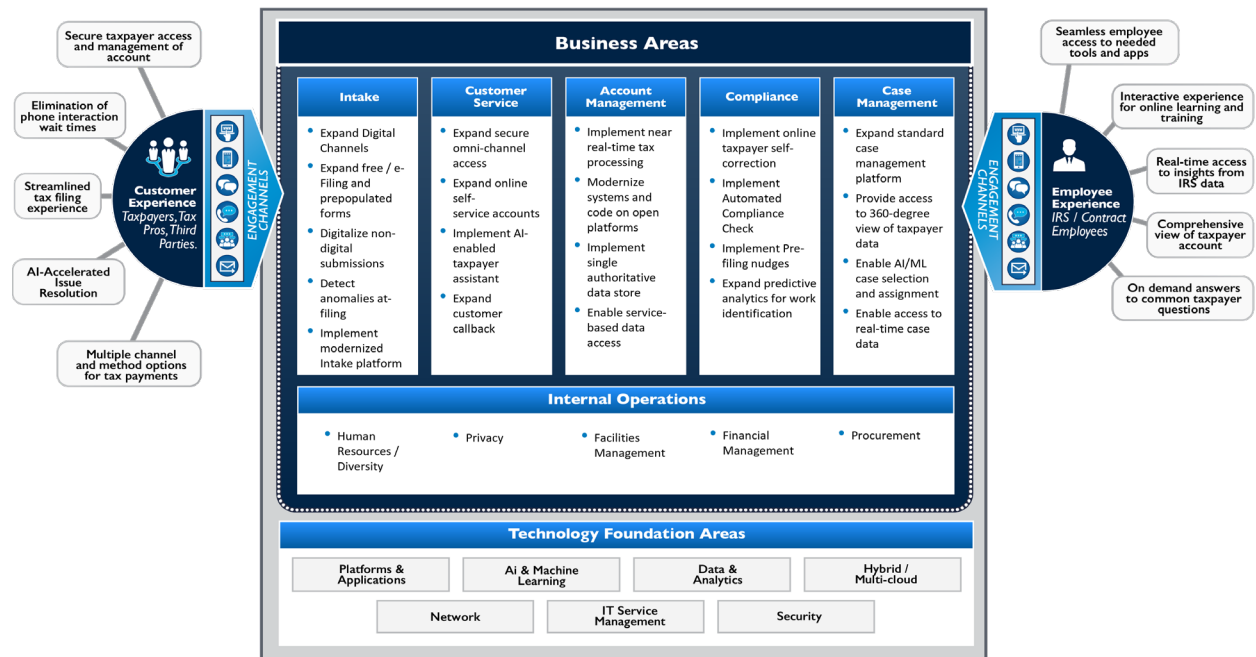 Secure taxpayer access
and management of
account
Elimination of
phone interaction
wait times
Streamlined
tax filing
experience
AI-Accelerated
Issue
Resolution
Multiple channel
and method options
for tax payments
Customer
Experience
Taxpayers, Tax
Pros, Third
Parties.
ENGAGEMENT
CHANNELS
Business Areas
Intake
• Expand Digital
Channels
• Expand free / e-
Filing and
prepopulated
forms
• Digitalize non-
digital
submissions
• Detect
anomalies at-
filing
• Implement
modernized
Intake platform
Customer
Service
• Expand secure
omni-channel
access
• Expand online
self-
service accounts
• Implement AI-
enabled
taxpayer
assistant
• Expand
customer
callback
Account
Management
• Implement near
real-time tax
processing
• Modernize
systems and
code on open
platforms
• Implement
single
authoritative
data store
• Enable service-
based data
access
Compliance
• Implement online
taxpayer self-
correction
• Implement
Automated
Compliance
Check
• Implement Pre-
filing nudges
• Expand predictive
analytics for work
identification
Case
Management
• Expand standard
case
management
platform
• Provide access
to 360-degree
view of taxpayer
data
• Enable AI/ML
case selection
and assignment
• Enable access to
real-time case
data
Internal Operations
• Human
Resources /
Diversity
• Privacy
• Facilities
Management
• Financial
Management
• Procurement
Technology Foundation Areas
Platforms &
Applications
Ai & Machine
Learning
Data &
Analytics
Hybrid /
Multi-cloud
Network
IT Service
Management
Security
ENGAGEMENT
CHANNELS
Employee
Experience
IRS / Contract
Employees
Seamless employee
access to needed
tools and apps
Interactive experience
for online learning and
training
Real-time access
to insights from
IRS data
Comprehensive
view of taxpayer
account
On demand answers
to common taxpayer
questions